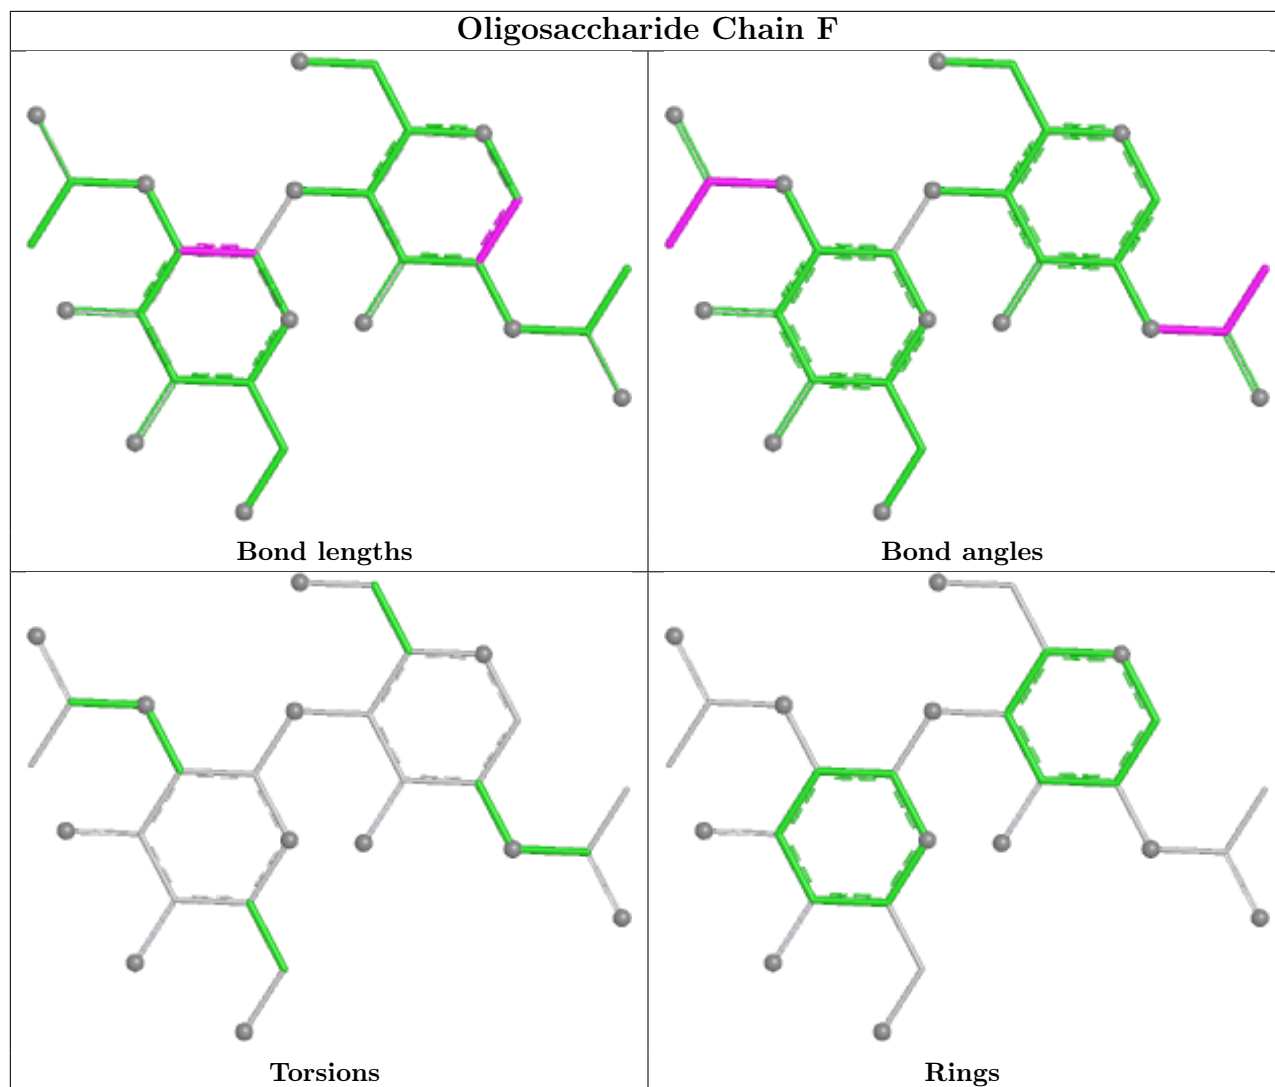 Oligosaccharide Chain F
Bond lengths
Bond angles
Torsions
Rings